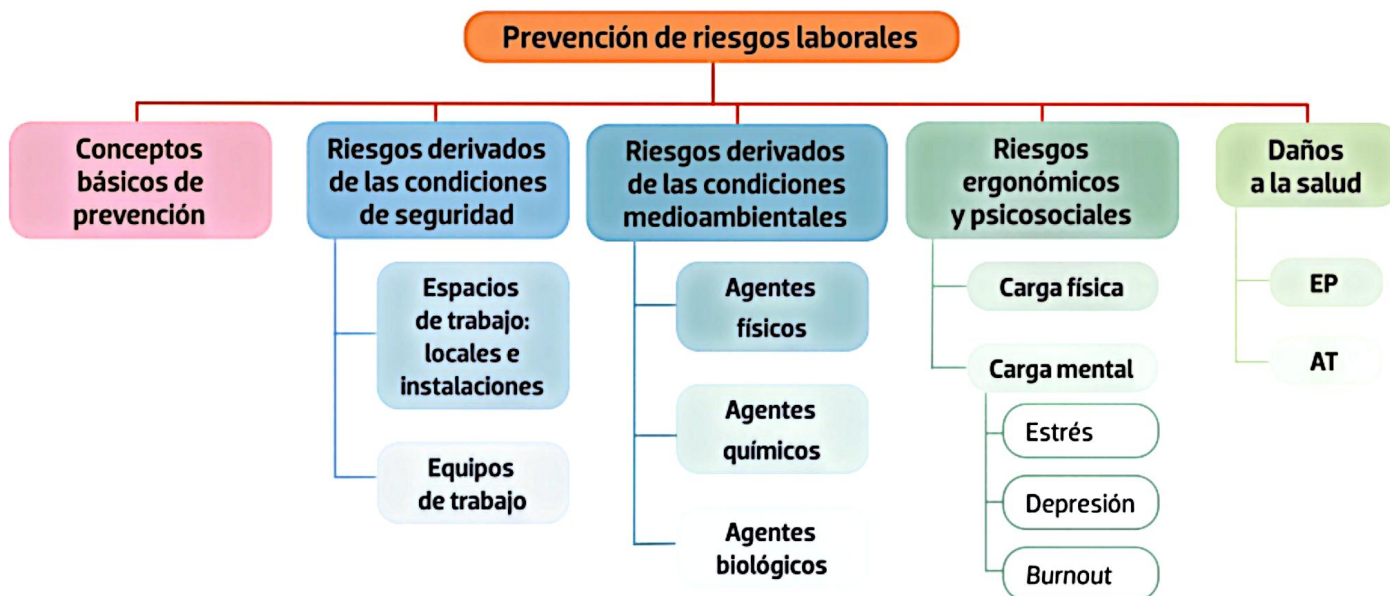 Prevención de riesgos laborales
Conceptos
básicos de
prevención
Riesgos derivados
de las condiciones
de seguridad
Espacios
de trabajo:
locales e
instalaciones
Equipos
de trabajo
Riesgos derivados
de las condiciones
medioambientales
Agentes
físicos
Agentes
químicos
Agentes
biológicos
Riesgos
ergonómicos
y psicosociales
Carga física
Carga mental
Estrés
Depresión
Burnout
Daños
a la salud
EP
AT